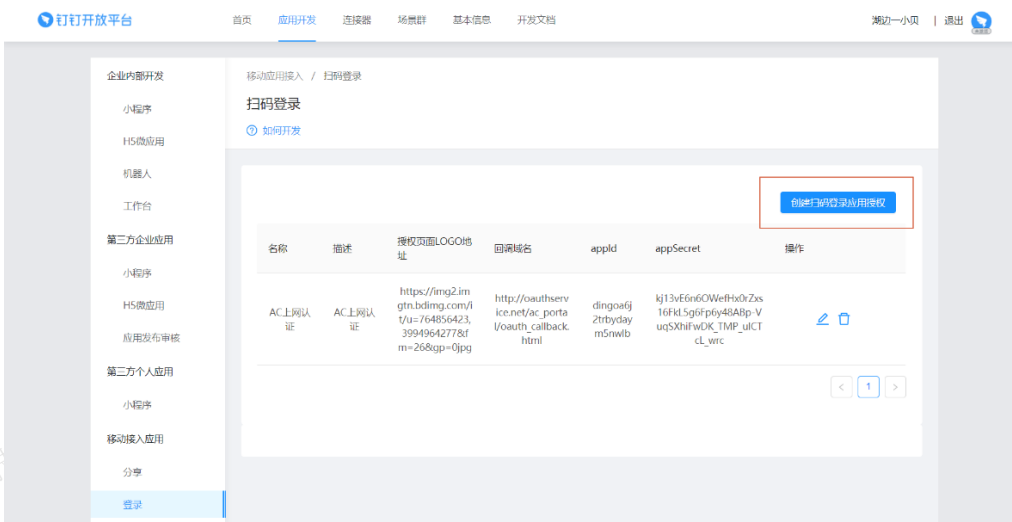 钉钉开放平台
首页 应用开发 连接器 场景群 基本信息 开发文档
湖边一小贝 | 退出
企业内部开发
小程序
H5微应用
机器人
工作台
第三方企业应用
小程序
H5微应用
应用发布审核
第三方个人应用
小程序
移动接入应用
分享
登录
移动应用接入 / 扫码登录
扫码登录
如何开发
创建扫码登录应用授权
名称 描述 授权页面LOGO地址 回调域名 appId appSecret 操作
AC上网认
证
AC上网认
证
https://img2.im
gtn.bdimg.com/i
t/u=764856423,
3994964277&f
m=26&gp=0jpg
http://oauthserv
ice.net/ac_porta
l/oauth_callback.
html
dingoa6j
2trbyday
m5nwlb
kj13vE6n6OWefHx0rZxs
16FkL5g6Fp6y48ABp-V
uqSXhiFwDK_TMP_ulCT
cL_wrc
< 1 >